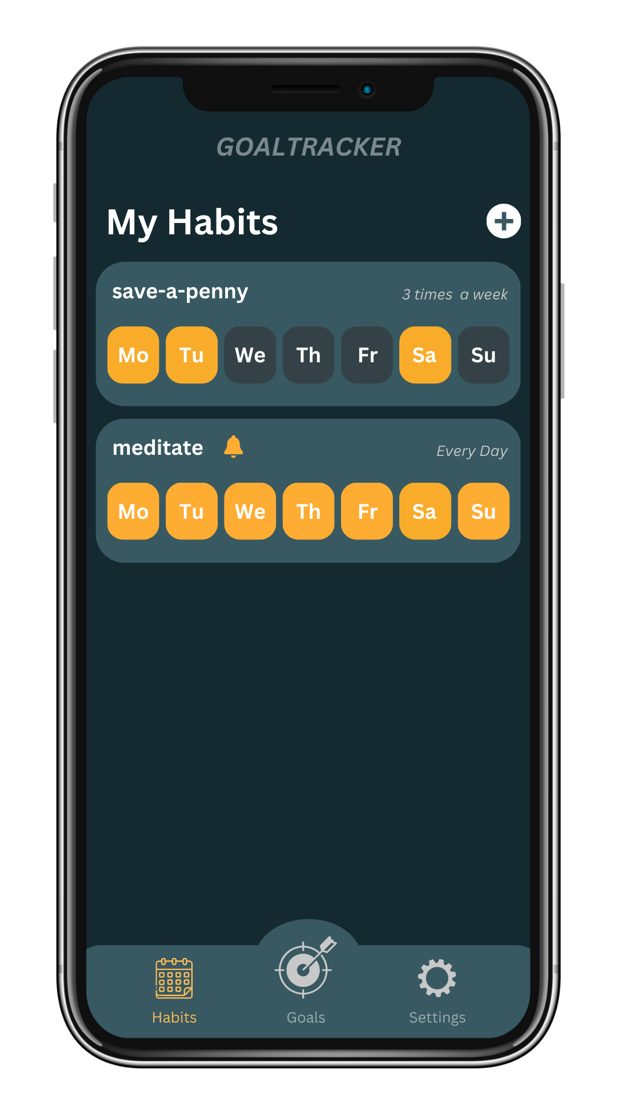 GOALTRACKER
My Habits
save-a-penny 3 times a week
Mo Tu We Th Fr Sa Su
meditate Every Day
Mo Tu We Th Fr Sa Su
Habits Goals Settings